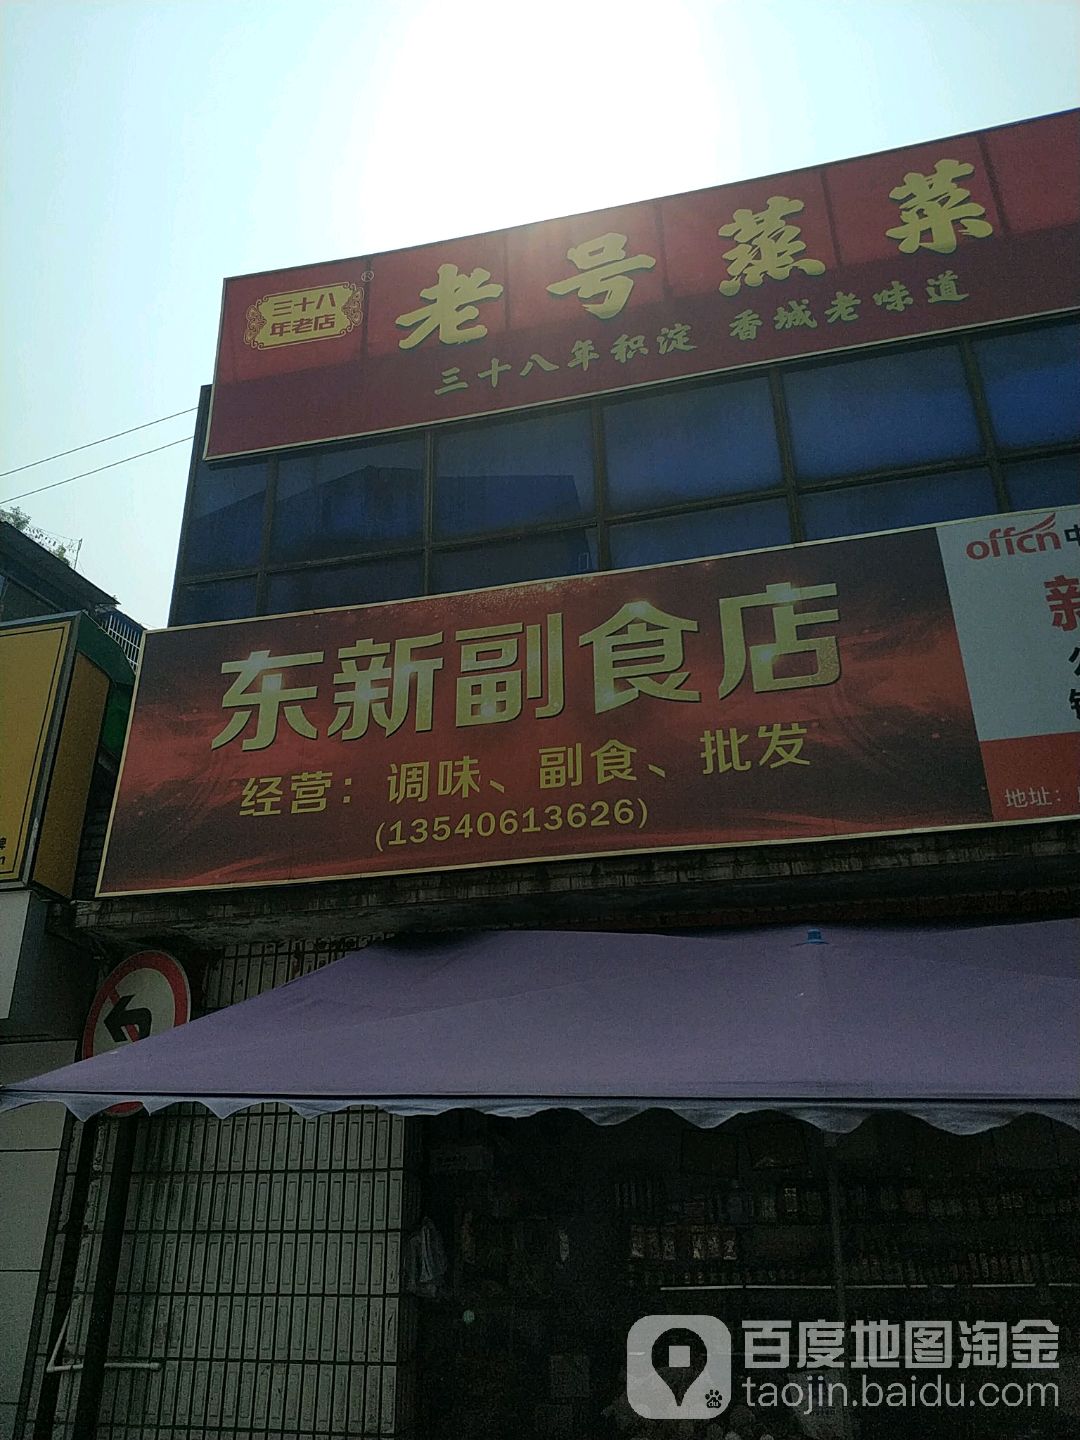 三十八
年老店
®
老号蒸菜
三十八年积淀 香城老味道
offcn
东新副食店
经营：调味、副食、批发
(13540613626)
新
地址：
百度地图淘金
taojin.baidu.com